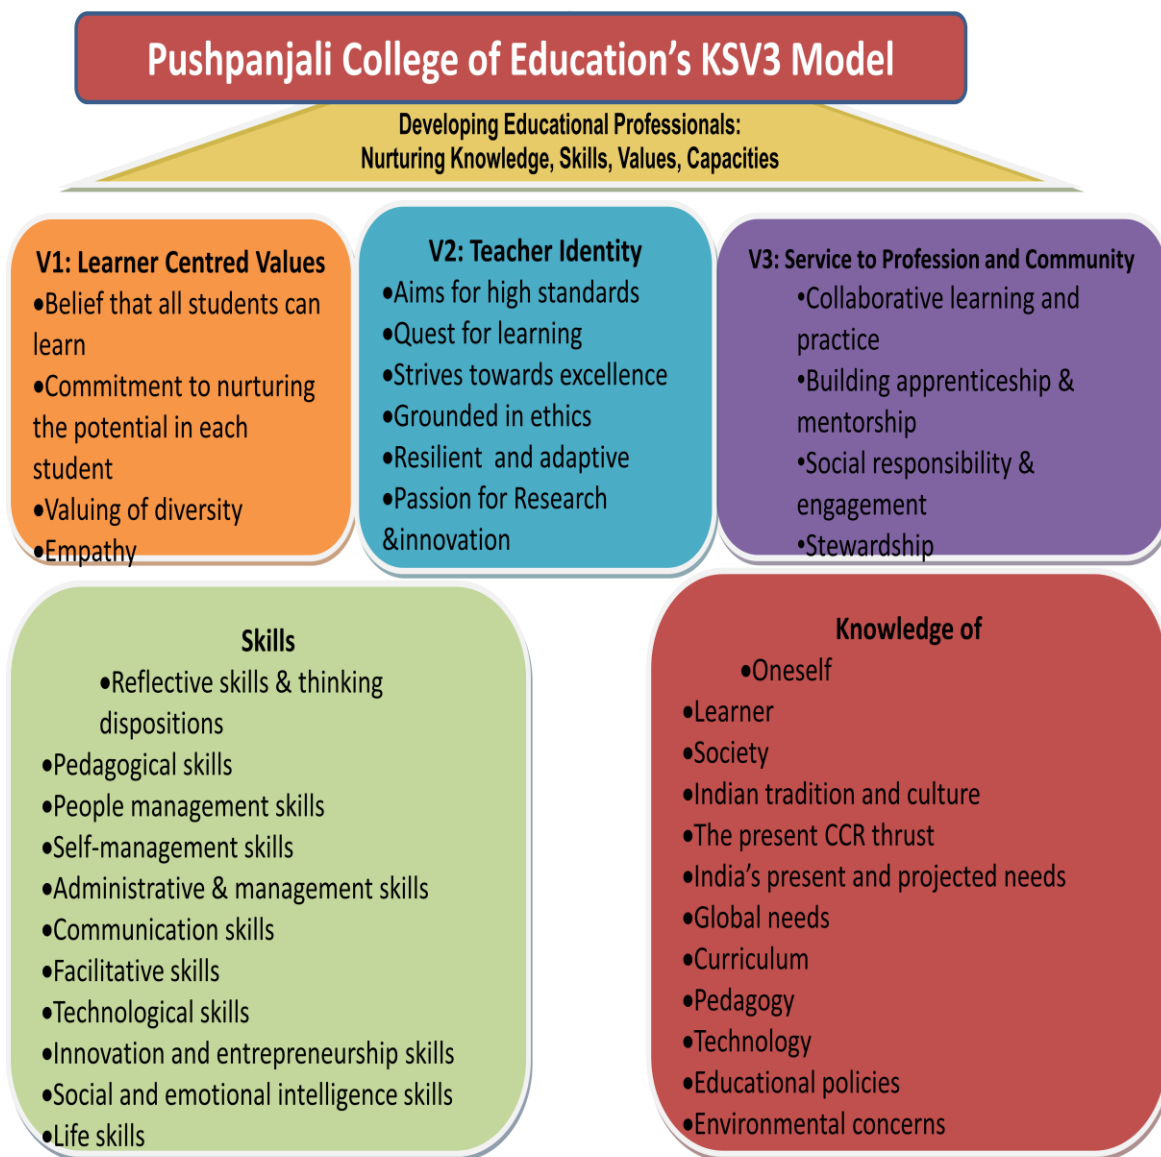 Pushpanjali College of Education’s KSV3 Model
Developing Educational Professionals:
Nurturing Knowledge, Skills, Values, Capacities
V1: Learner Centred Values
•Belief that all students can
learn
•Commitment to nurturing
the potential in each
student
•Valuing of diversity
•Empathy
V2: Teacher Identity
•Aims for high standards
•Quest for learning
•Strives towards excellence
•Grounded in ethics
•Resilient and adaptive
•Passion for Research
&innovation
V3: Service to Profession and Community
•Collaborative learning and
practice
•Building apprenticeship &
mentorship
•Social responsibility &
engagement
•Stewardship
Skills
•Reflective skills & thinking
dispositions
•Pedagogical skills
•People management skills
•Self-management skills
•Administrative & management skills
•Communication skills
•Facilitative skills
•Technological skills
•Innovation and entrepreneurship skills
•Social and emotional intelligence skills
•Life skills
Knowledge of
•Oneself
•Learner
•Society
•Indian tradition and culture
•The present CCR thrust
•India’s present and projected needs
•Global needs
•Curriculum
•Pedagogy
•Technology
•Educational policies
•Environmental concerns